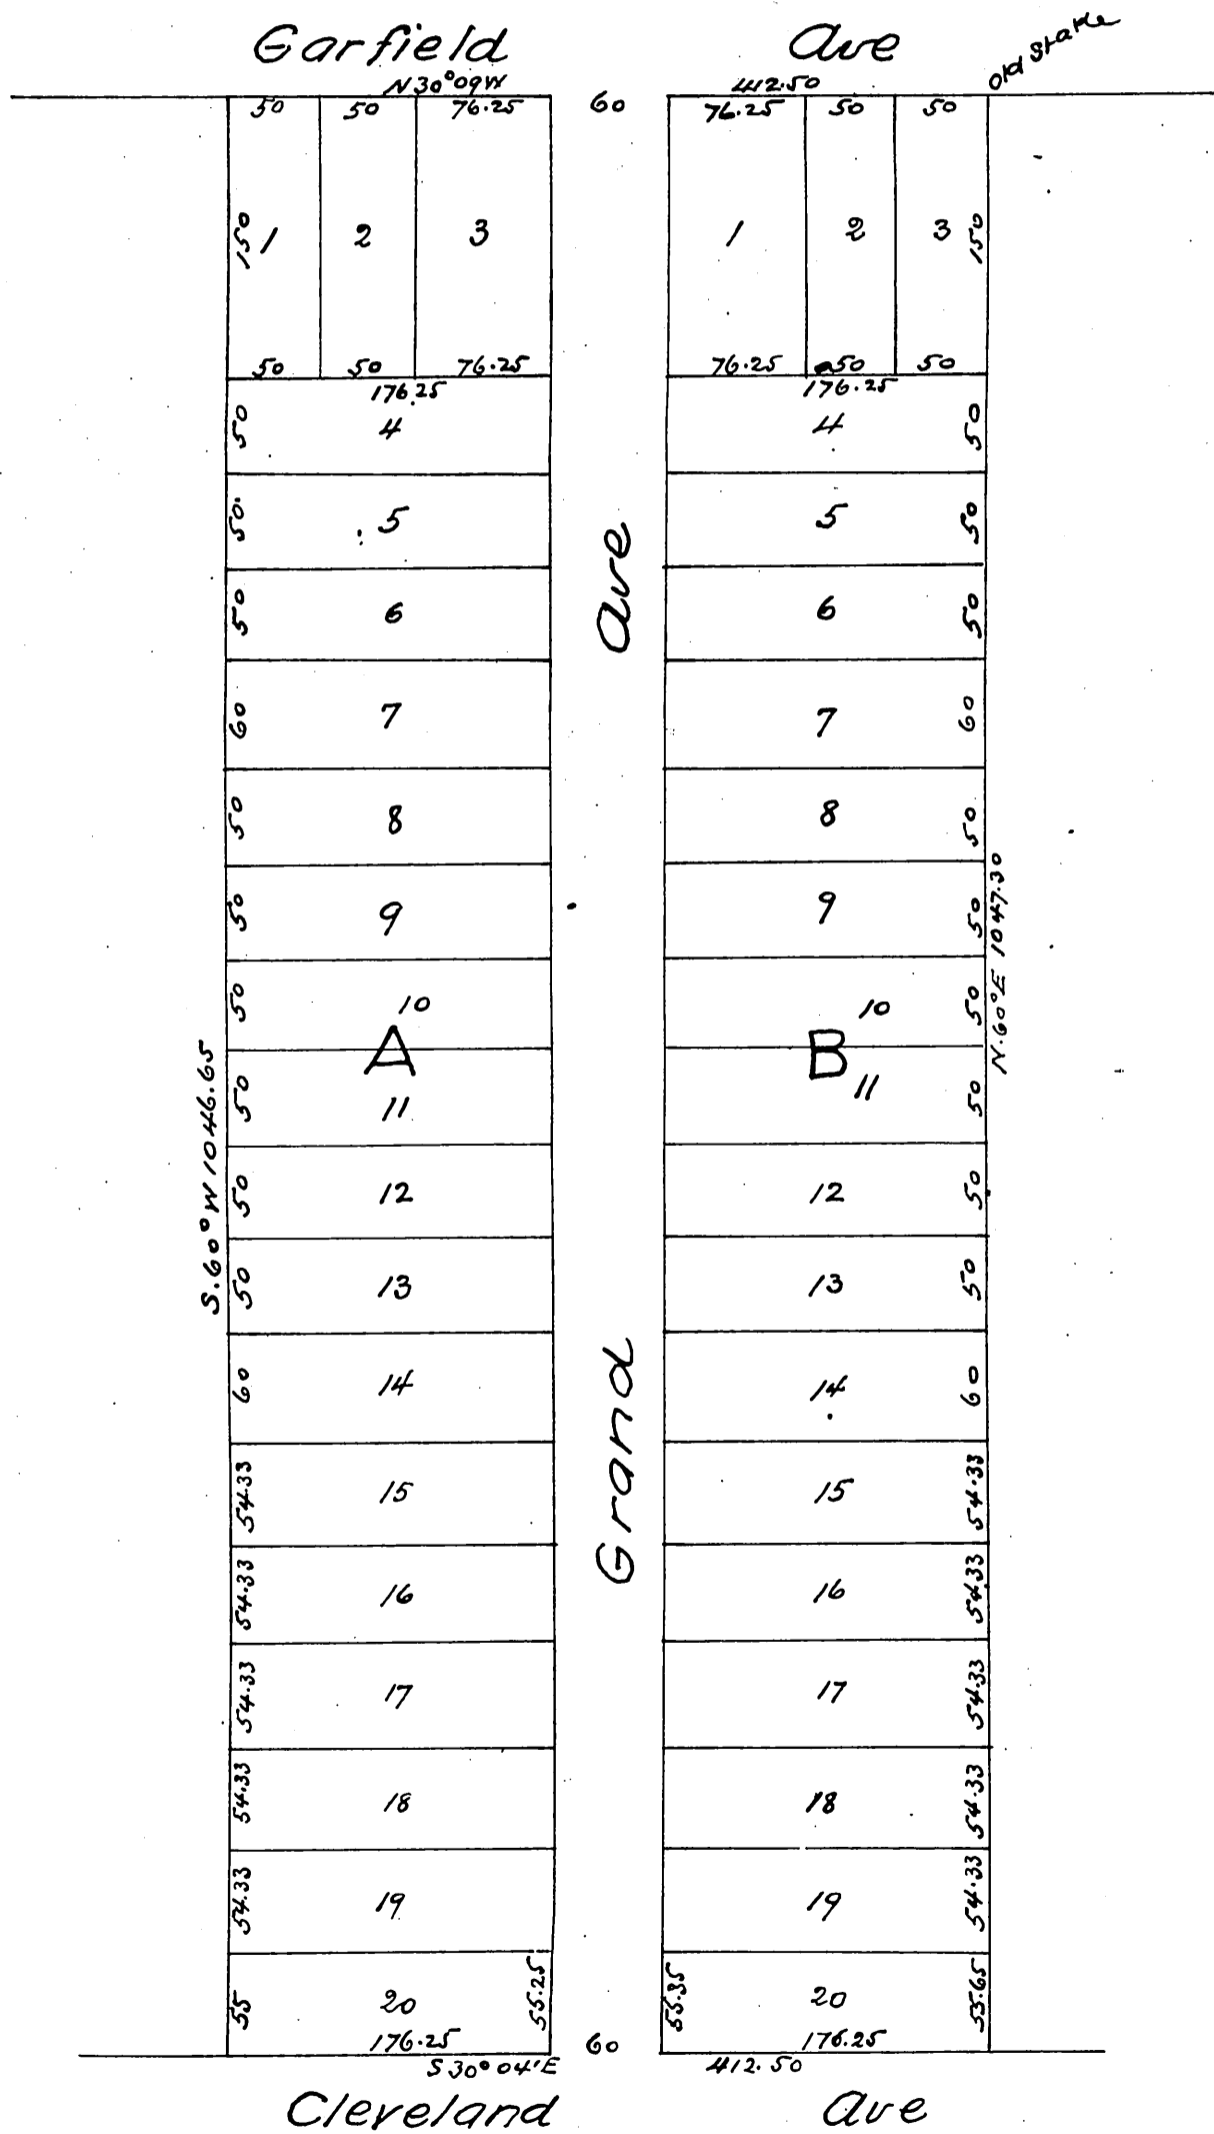 Garfield Ave
Old Stake
N30°09W 412.50
50 50 76.25 60 76.25 50 50
150 1 2 3 1 2 3 150
50 50 76.25 76.25 50 50
176.25 176.25
50 4 4 50
50 5 5 50
50 6 6 50
60 7 7 60
50 8 8 50
50 9 9 50
50 10 10 50
A B
50 11 11 50
50 12 12 50
50 13 13 50
60 14 14 60
54.33 15 15 54.33
54.33 16 16 54.33
54.33 17 17 54.33
54.33 18 18 54.33
54.33 19 19 54.33
55 20 55.25 55.35 20 55.65
176.25 60 176.25
S30°04'E 412.50
S.60°W 1046.65
Grand Ave
N.60°E 1047.30
Cleveland Ave